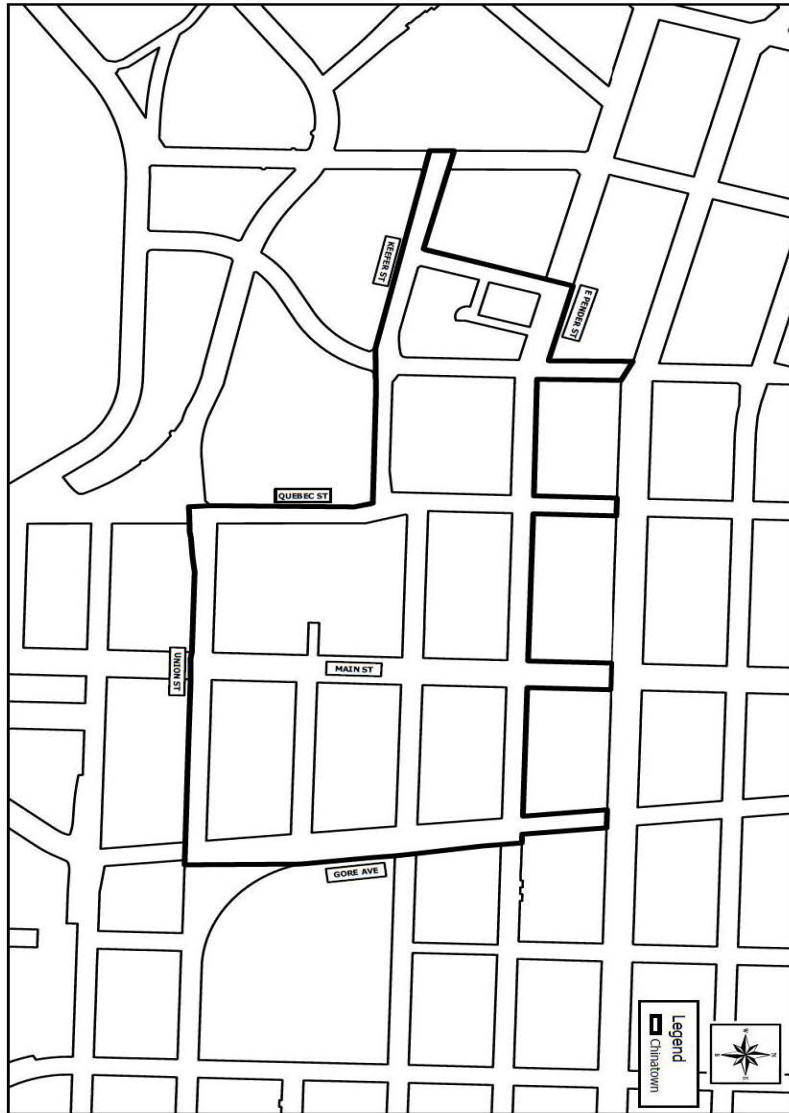 KEEFER ST
E PENDER ST
QUEBEC ST
UNION ST
MAIN ST
GORE AVE
Legend
Chinatown
N
W
E
S